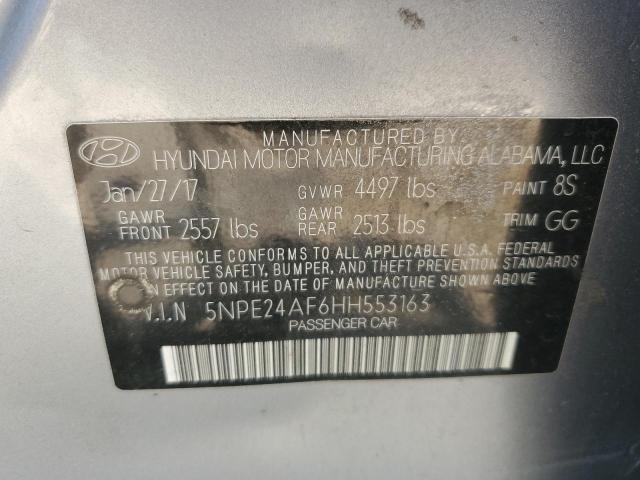 MANUFACTURED BY
HYUNDAI MOTOR MANUFACTURING ALABAMA, LLC
Jan/27/17 GVWR 4497 lbs PAINT 8S
GAWR FRONT 2557 lbs GAWR REAR 2513 lbs TRIM GG
THIS VEHICLE CONFORMS TO ALL APPLICABLE U.S.A. FEDERAL
MOTOR VEHICLE SAFETY, BUMPER, AND THEFT PREVENTION STANDARDS
IN EFFECT ON THE DATE OF MANUFACTURE SHOWN ABOVE
V.I.N 5NPE24AF6HH553163
PASSENGER CAR